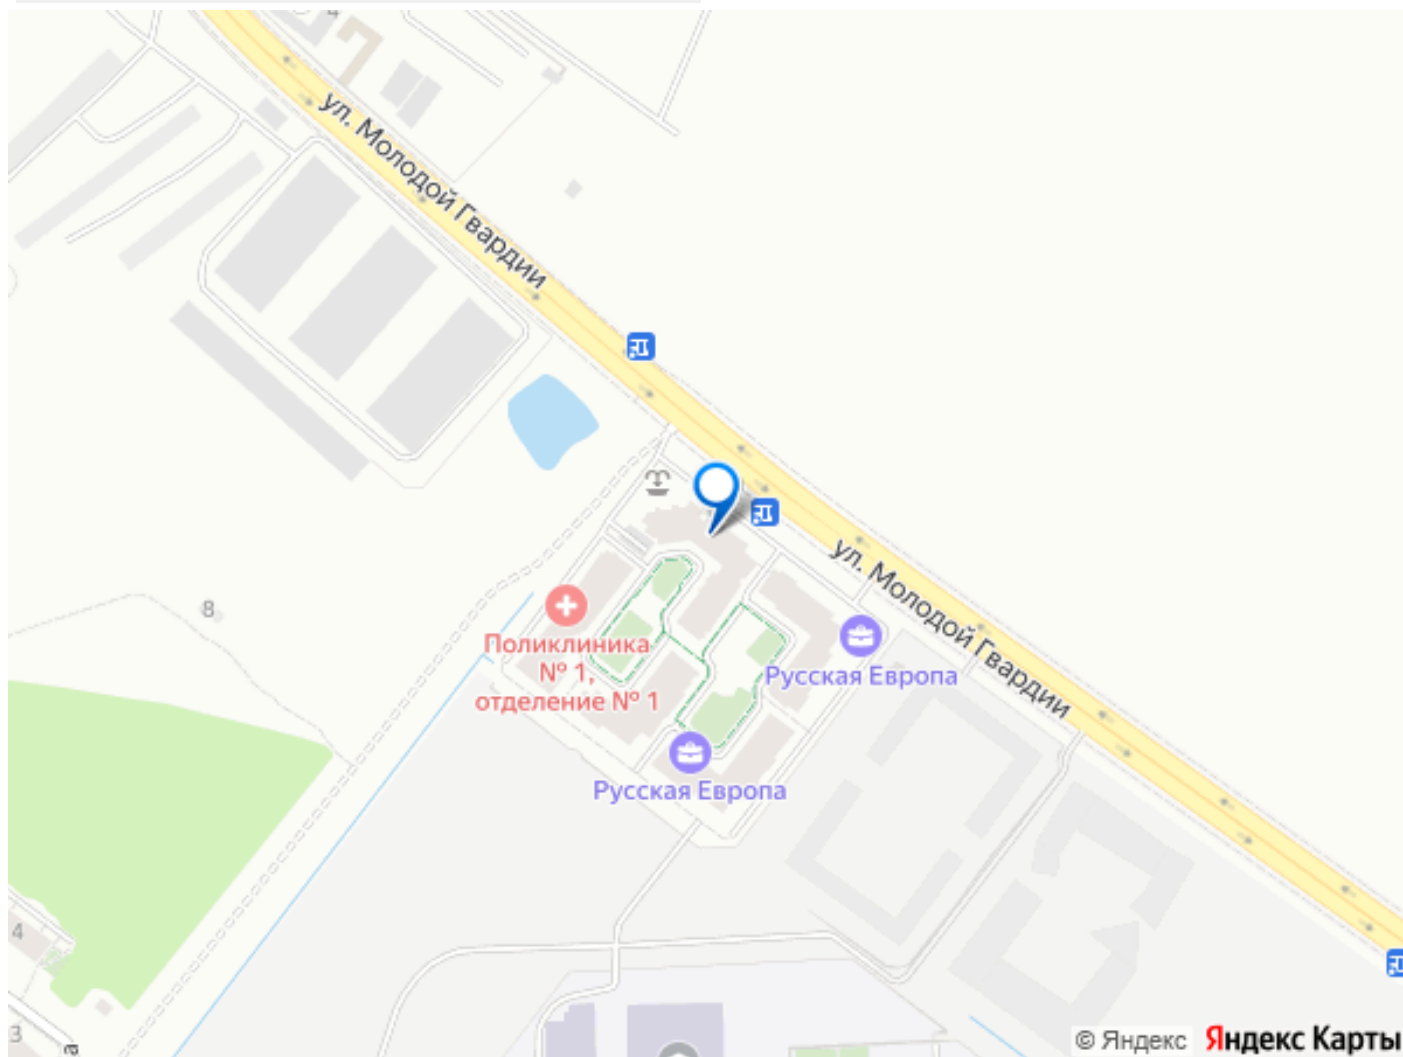 4
ул. Молодой Гвардии
8
Поликлиника
№ 1,
отделение № 1
ул. Молодой Гвардии
Русская Европа
Русская Европа
4
3
а
© Яндекс Яндекс Карты